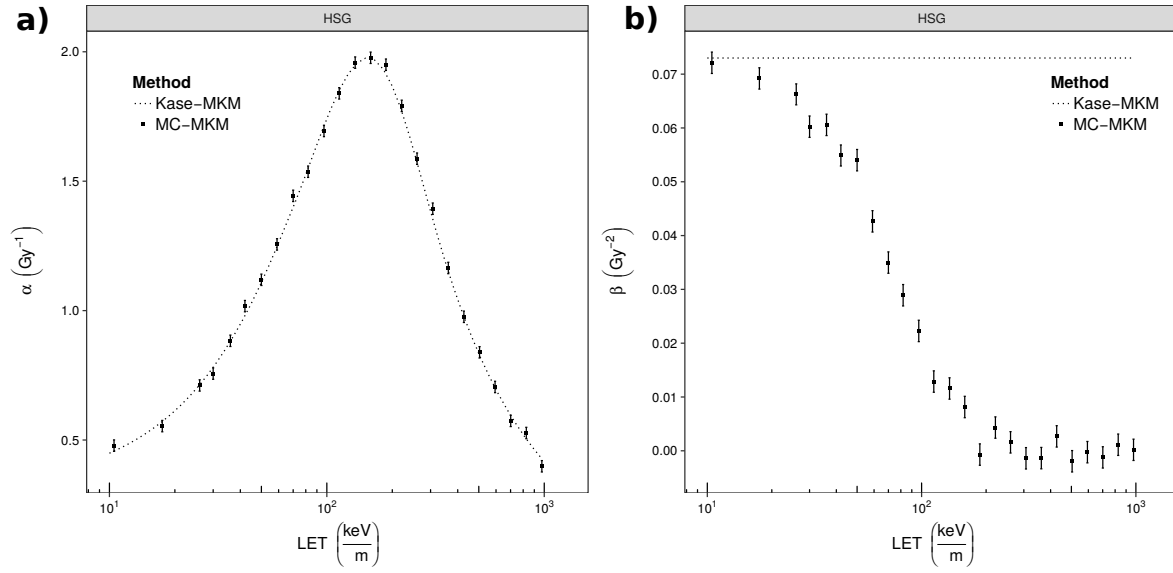 a)
HSG
Method
Kase−MKM
MC−MKM
2.0
1.5
1.0
0.5
α (Gy⁻¹)
10¹
10²
10³
LET (keV/m)
b)
HSG
Method
Kase−MKM
MC−MKM
0.07
0.06
0.05
0.04
0.03
0.02
0.01
0.00
β (Gy⁻²)
10¹
10²
10³
LET (keV/m)